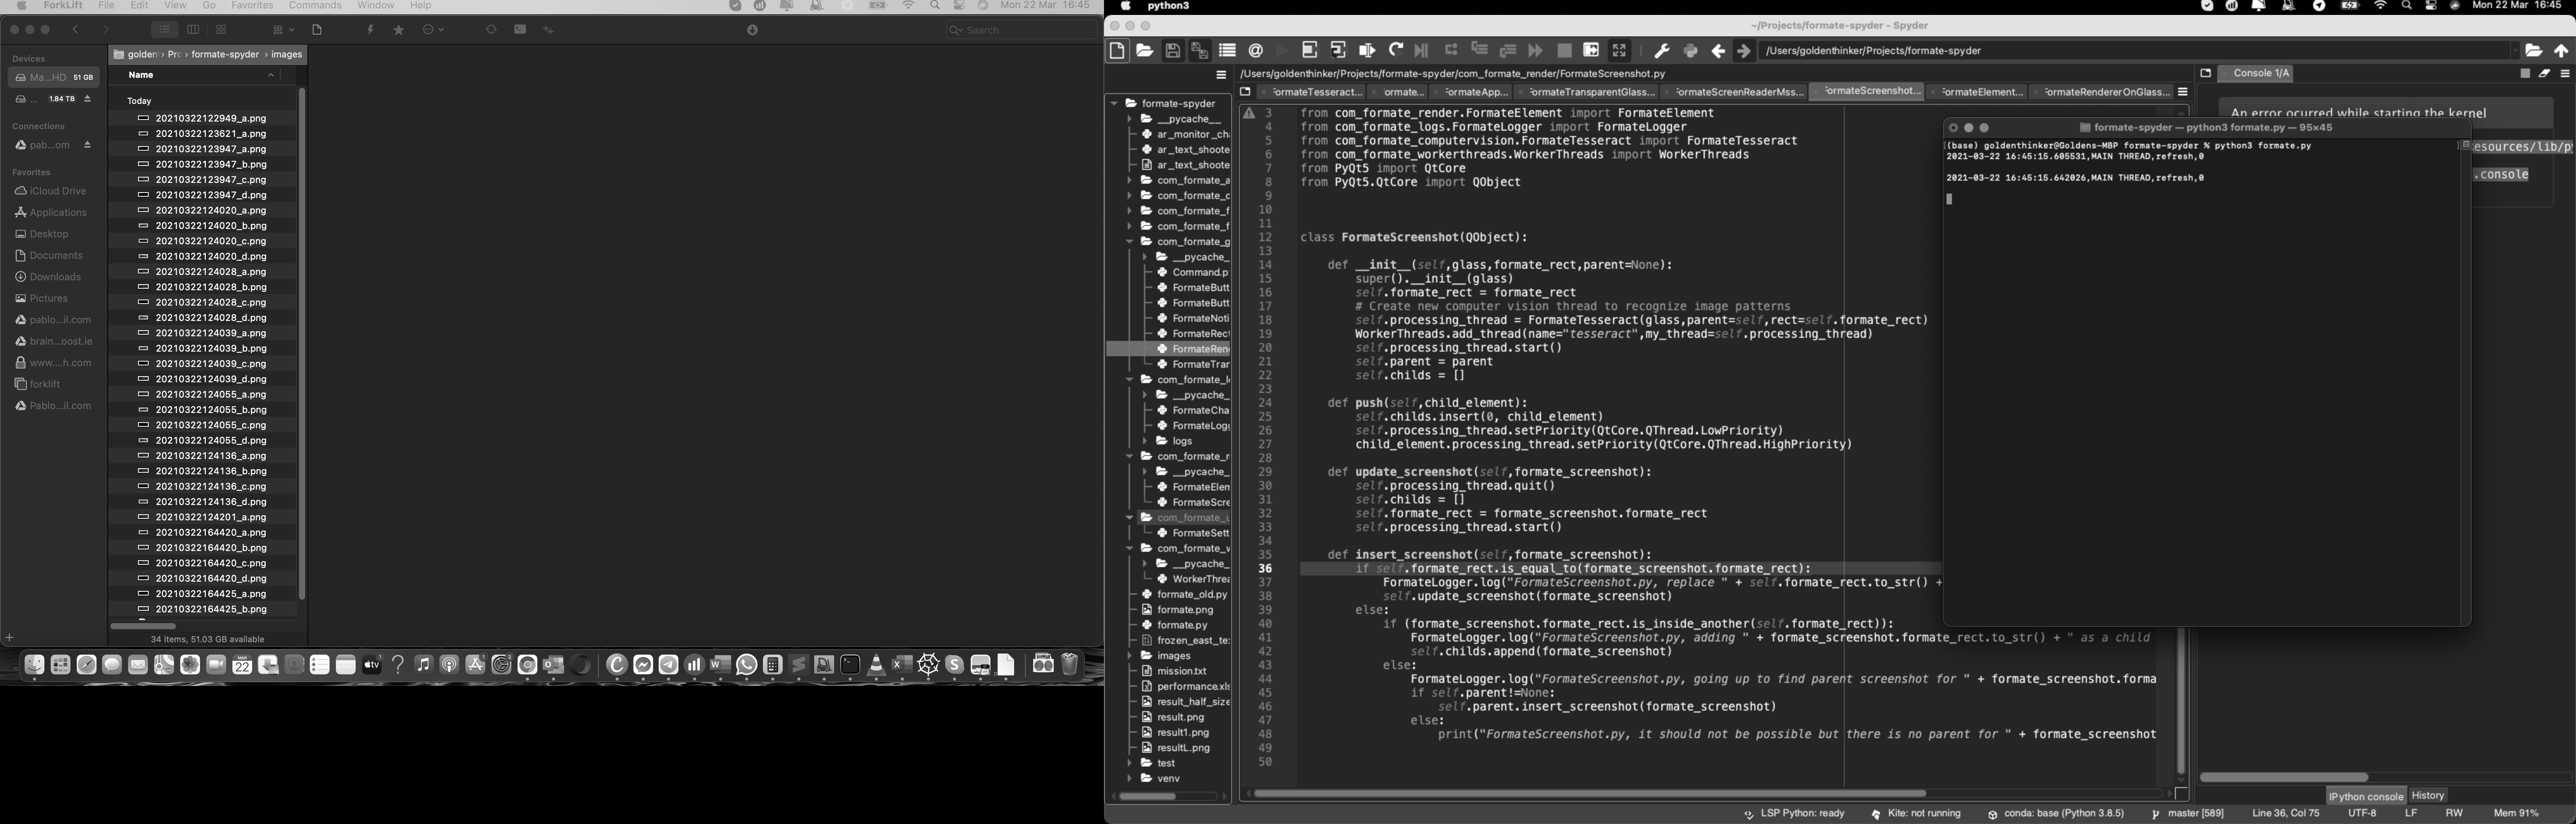 ForkLift File Edit View Go Favorites Commands Window Help Mon 22 Mar 16:45
Search
Devices
Ma...HD 51 GB
... 1.84 TB
Connections
pab...om
Favorites
iCloud Drive
Applications
Desktop
Documents
Downloads
Pictures
pablo...il.com
brain...oost.ie
www....h.com
forklift
Pablo...il.com
golden › Pro › formate-spyder › images
Name
Today
20210322122949_a.png
20210322123621_a.png
20210322123947_a.png
20210322123947_b.png
20210322123947_c.png
20210322123947_d.png
20210322124020_a.png
20210322124020_b.png
20210322124020_c.png
20210322124020_d.png
20210322124028_a.png
20210322124028_b.png
20210322124028_c.png
20210322124028_d.png
20210322124039_a.png
20210322124039_b.png
20210322124039_c.png
20210322124039_d.png
20210322124055_a.png
20210322124055_b.png
20210322124055_c.png
20210322124055_d.png
20210322124136_a.png
20210322124136_b.png
20210322124136_c.png
20210322124136_d.png
20210322124201_a.png
20210322164420_a.png
20210322164420_b.png
20210322164420_c.png
20210322164420_d.png
20210322164425_a.png
20210322164425_b.png
34 items, 51.03 GB available
MAR
22
tv
python3 Mon 22 Mar 16:45
~/Projects/formate-spyder - Spyder
/Users/goldenthinker/Projects/formate-spyder
/Users/goldenthinker/Projects/formate-spyder/com_formate_render/FormateScreenshot.py
ormateTesseract... ormate... ormateApp... ormateTransparentGlass... ormateScreenReaderMss... ormateScreenshot... ormateElement... ormateRendererOnGlass...
formate-spyder
__pycache__
ar_monitor_cha
ar_text_shoote
ar_text_shoote
com_formate_a
com_formate_c
com_formate_f
com_formate_f
com_formate_g
__pycache_
Command.p
FormateButt
FormateButt
FormateNoti
FormateRect
FormateRen
FormateTrar
com_formate_l
__pycache_
FormateCha
FormateLogg
logs
com_formate_r
__pycache_
FormateElen
FormateScre
com_formate_u
FormateSett
com_formate_v
__pycache_
WorkerThrea
formate_old.py
formate.png
formate.py
frozen_east_te
images
mission.txt
performance.xls
result_half_size
result.png
result1.png
resultL.png
test
venv
3 from com_formate_render.FormateElement import FormateElement
4 from com_formate_logs.FormateLogger import FormateLogger
5 from com_formate_computervision.FormateTesseract import FormateTesseract
6 from com_formate_workerthreads.WorkerThreads import WorkerThreads
7 from PyQt5 import QtCore
8 from PyQt5.QtCore import QObject
9
10
11
12 class FormateScreenshot(QObject):
13
14 def __init__(self,glass,formate_rect,parent=None):
15 super().__init__(glass)
16 self.formate_rect = formate_rect
17 # Create new computer vision thread to recognize image patterns
18 self.processing_thread = FormateTesseract(glass,parent=self,rect=self.formate_rect)
19 WorkerThreads.add_thread(name="tesseract",my_thread=self.processing_thread)
20 self.processing_thread.start()
21 self.parent = parent
22 self.childs = []
23
24 def push(self,child_element):
25 self.childs.insert(0, child_element)
26 self.processing_thread.setPriority(QtCore.QThread.LowPriority)
27 child_element.processing_thread.setPriority(QtCore.QThread.HighPriority)
28
29 def update_screenshot(self,formate_screenshot):
30 self.processing_thread.quit()
31 self.childs = []
32 self.formate_rect = formate_screenshot.formate_rect
33 self.processing_thread.start()
34
35 def insert_screenshot(self,formate_screenshot):
36 if self.formate_rect.is_equal_to(formate_screenshot.formate_rect):
37 FormateLogger.log("FormateScreenshot.py, replace " + self.formate_rect.to_str() +
38 self.update_screenshot(formate_screenshot)
39 else:
40 if (formate_screenshot.formate_rect.is_inside_another(self.formate_rect)):
41 FormateLogger.log("FormateScreenshot.py, adding " + formate_screenshot.formate_rect.to_str() + " as a child
42 self.childs.append(formate_screenshot)
43 else:
44 FormateLogger.log("FormateScreenshot.py, going up to find parent screenshot for " + formate_screenshot.forma
45 if self.parent!=None:
46 self.parent.insert_screenshot(formate_screenshot)
47 else:
48 print("FormateScreenshot.py, it should not be possible but there is no parent for " + formate_screenshot
49
50
Console 1/A
An error ocurred while starting the kernel
esources/lib/p
.console
formate-spyder — python3 formate.py — 95×45
(base) goldenthinker@Goldens-MBP formate-spyder % python3 formate.py
2021-03-22 16:45:15.605531,MAIN THREAD,refresh,0
2021-03-22 16:45:15.642026,MAIN THREAD,refresh,0
IPython console History
LSP Python: ready Kite: not running conda: base (Python 3.8.5) master [589] Line 36, Col 75 UTF-8 LF RW Mem 91%